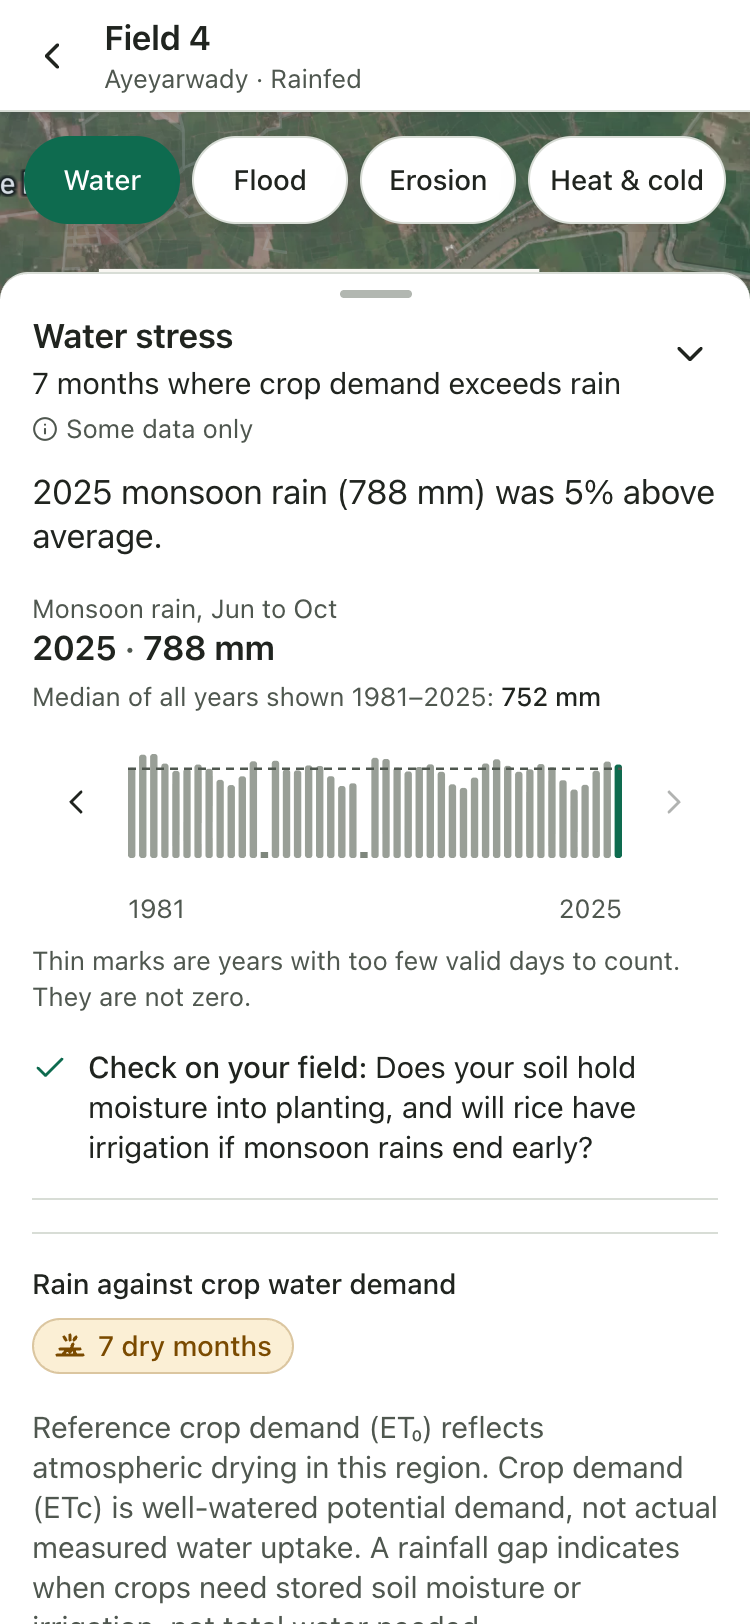 Field 4
Ayeyarwady · Rainfed
Water
Flood
Erosion
Heat & cold
Water stress
7 months where crop demand exceeds rain
Some data only
2025 monsoon rain (788 mm) was 5% above
average.
Monsoon rain, Jun to Oct
2025 · 788 mm
Median of all years shown 1981–2025: 752 mm
1981
2025
Thin marks are years with too few valid days to count.
They are not zero.
Check on your field: Does your soil hold
moisture into planting, and will rice have
irrigation if monsoon rains end early?
Rain against crop water demand
7 dry months
Reference crop demand (ET₀) reflects
atmospheric drying in this region. Crop demand
(ETc) is well-watered potential demand, not actual
measured water uptake. A rainfall gap indicates
when crops need stored soil moisture or
irrigation, not total water needed.